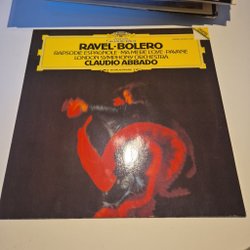 RAVEL·BOLERO
RAPSODIE ESPAGNOLE · MA MÈRE L'OYE · PAVANE
LONDON SYMPHONY ORCHESTRA
CLAUDIO ABBADO